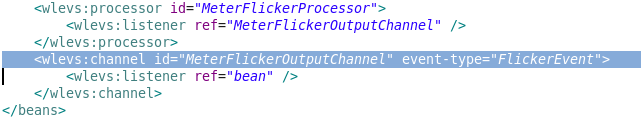 <wlevs:processor id="MeterFlickerProcessor">
<wlevs:listener ref="MeterFlickerOutputChannel" />
</wlevs:processor>
<wlevs:channel id="MeterFlickerOutputChannel" event-type="FlickerEvent">
<wlevs:listener ref="bean" />
</wlevs:channel>
</beans>